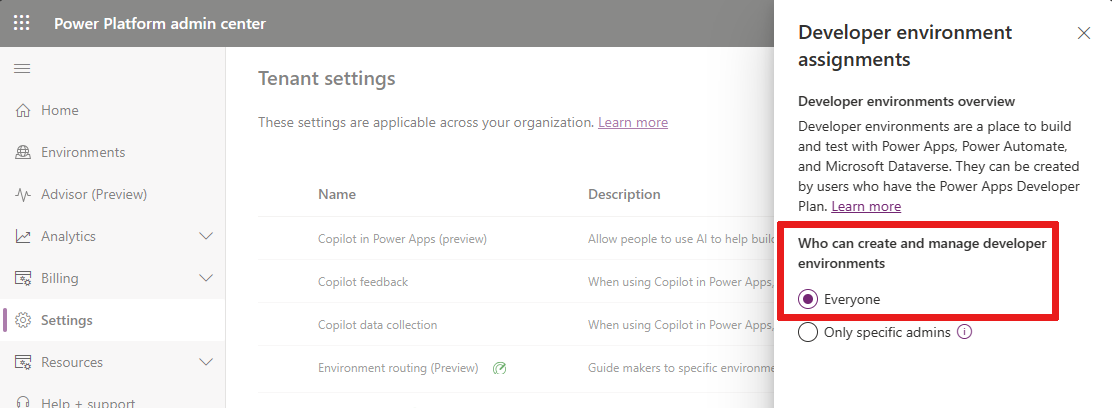 Power Platform admin center
Home
Environments
Advisor (Preview)
Analytics
Billing
Settings
Resources
Help + support
Tenant settings
These settings are applicable across your organization. Learn more
Name Description
Copilot in Power Apps (preview) Allow people to use AI to help buil
Copilot feedback When using Copilot in Power Apps,
Copilot data collection When using Copilot in Power Apps,
Environment routing (Preview) Guide makers to specific environme
Developer environment
assignments
Developer environments overview
Developer environments are a place to build
and test with Power Apps, Power Automate,
and Microsoft Dataverse. They can be created
by users who have the Power Apps Developer
Plan. Learn more
Who can create and manage developer
environments
Everyone
Only specific admins